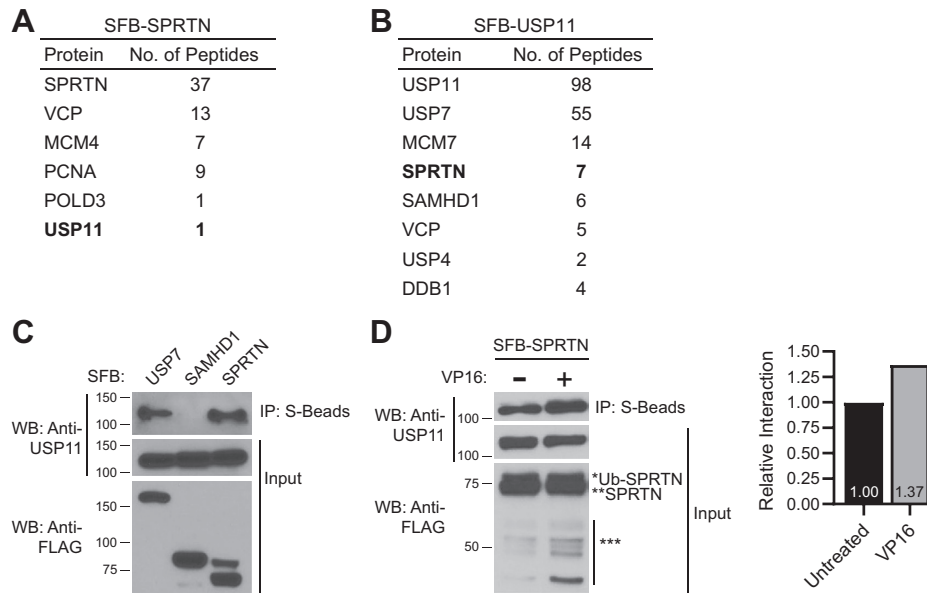 A
SFB-SPRTN
Protein No. of Peptides
SPRTN 37
VCP 13
MCM4 7
PCNA 9
POLD3 1
USP11 1
B
SFB-USP11
Protein No. of Peptides
USP11 98
USP7 55
MCM7 14
SPRTN 7
SAMHD1 6
VCP 5
USP4 2
DDB1 4
C
SFB: USP7 SAMHD1 SPRTN
WB: Anti-
USP11
150
100
IP: S-Beads
150
100
WB: Anti-
FLAG
150
100
75
Input
D
SFB-SPRTN
VP16: - +
WB: Anti-
USP11
100
IP: S-Beads
100
WB: Anti-
FLAG
75
*Ub-SPRTN
**SPRTN
50
***
Input
Relative Interaction
1.50
1.25
1.00
0.75
0.50
0.25
0.00
1.00 1.37
Untreated VP16